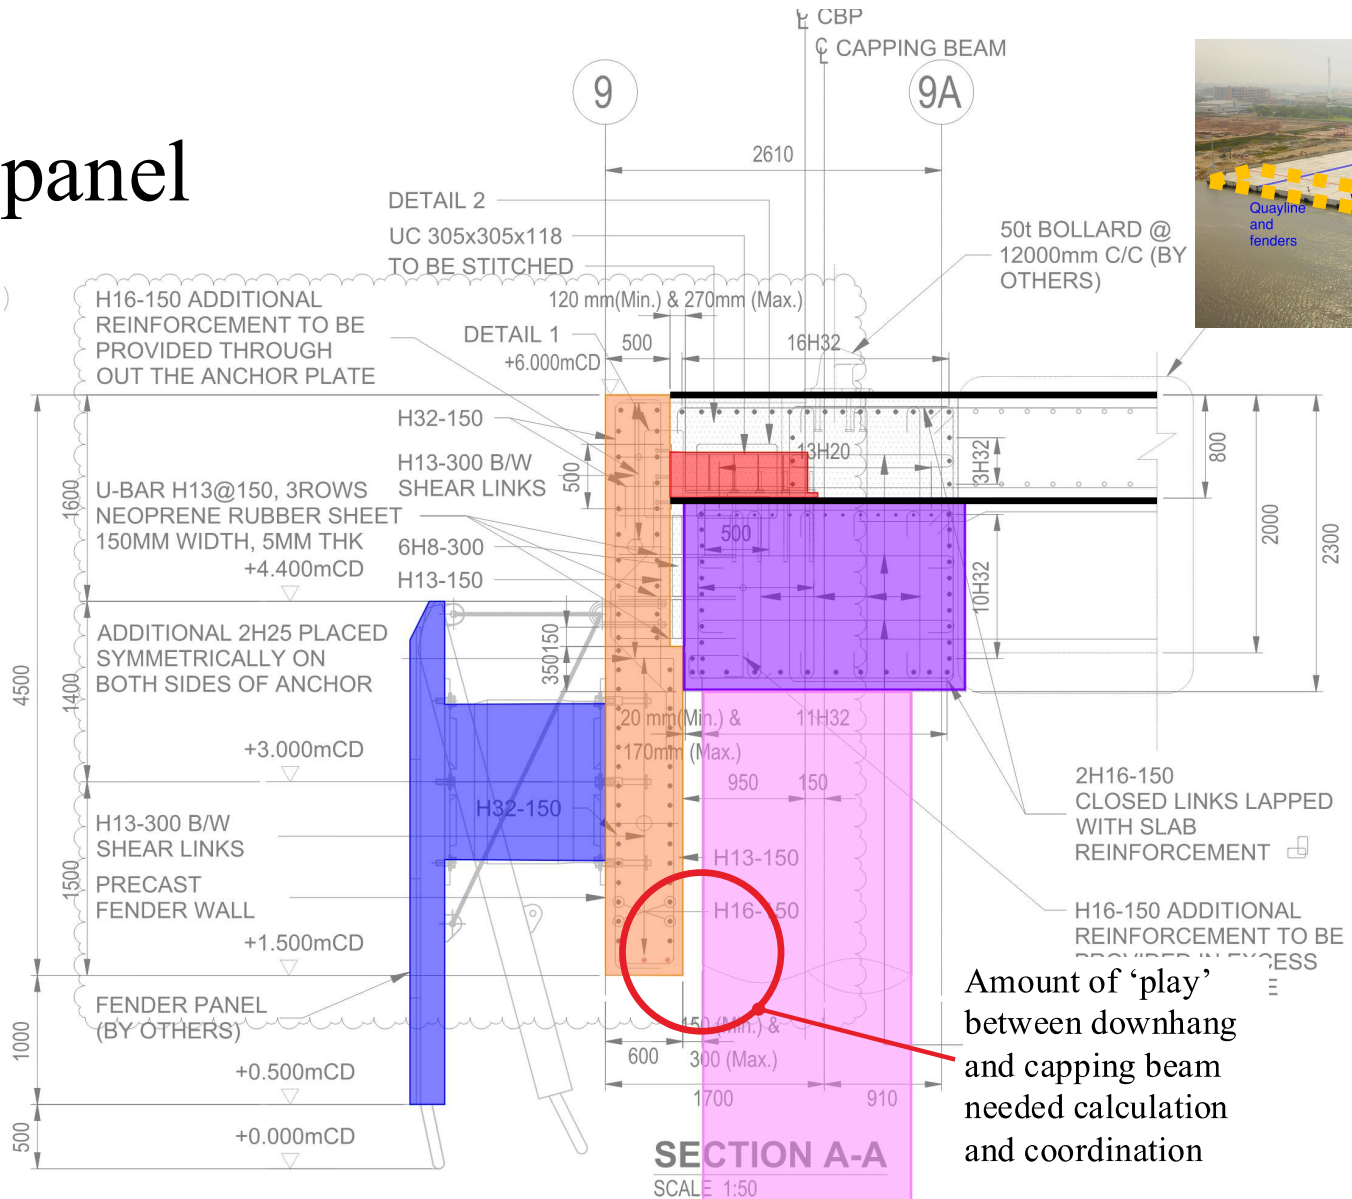 panel
CBP
CAPPING BEAM
9
9A
2610
DETAIL 2
UC 305x305x118
TO BE STITCHED
50t BOLLARD @
12000mm C/C (BY
OTHERS)
Quayline
and
fenders
H16-150 ADDITIONAL
REINFORCEMENT TO BE
PROVIDED THROUGH
OUT THE ANCHOR PLATE
120 mm(Min.) & 270mm (Max.)
DETAIL 1
500
16H32
+6.000mCD
H32-150
H13-300 B/W
SHEAR LINKS
500
13H20
3H32
800
1600
U-BAR H13@150, 3ROWS
NEOPRENE RUBBER SHEET
150MM WIDTH, 5MM THK
+4.400mCD
6H8-300
H13-150
500
10H32
2000
2300
ADDITIONAL 2H25 PLACED
SYMMETRICALLY ON
BOTH SIDES OF ANCHOR
150
350
4500
1400
20 mm(Min.) &
170mm (Max.)
11H32
+3.000mCD
950
150
H32-150
2H16-150
CLOSED LINKS LAPPED
WITH SLAB
REINFORCEMENT
H13-300 B/W
SHEAR LINKS
H13-150
1500
PRECAST
FENDER WALL
H16-150
+1.500mCD
H16-150 ADDITIONAL
REINFORCEMENT TO BE
PROVIDED IN EXCESS
FENDER PANEL
(BY OTHERS)
1000
150 (Min.) &
300 (Max.)
600
+0.500mCD
1700
910
500
+0.000mCD
Amount of ‘play’
between downhang
and capping beam
needed calculation
and coordination
SECTION A-A
SCALE 1:50